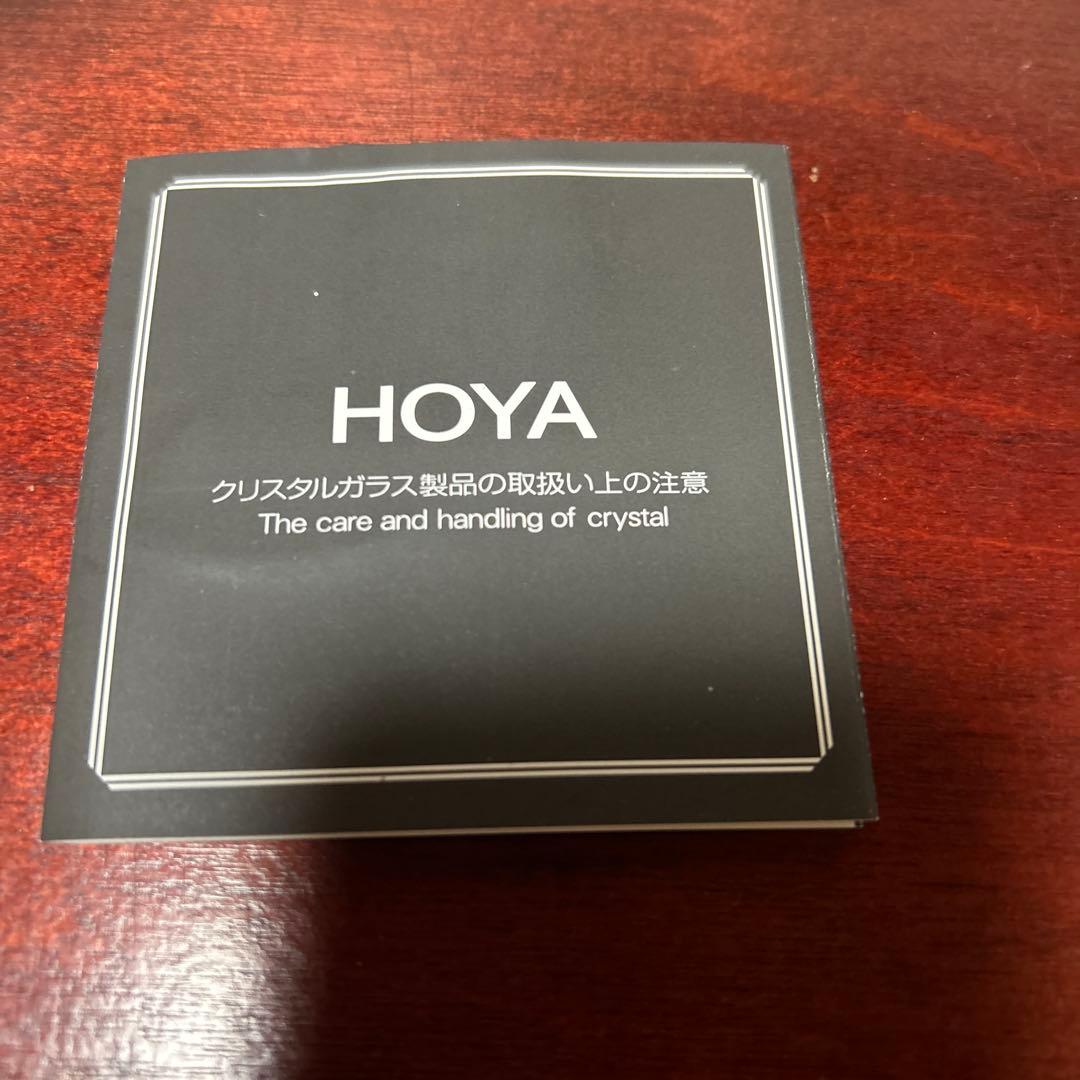 HOYA
クリスタルガラス製品の取扱い上の注意
The care and handling of crystal